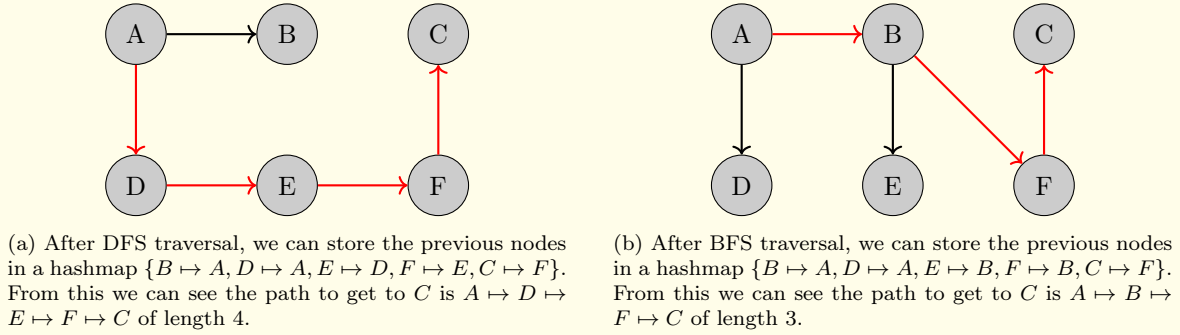 A B C
D E F
(a) After DFS traversal, we can store the previous nodes
in a hashmap {B ↦ A, D ↦ A, E ↦ D, F ↦ E, C ↦ F}.
From this we can see the path to get to C is A ↦ D ↦
E ↦ F ↦ C of length 4.
A B C
D E F
(b) After BFS traversal, we can store the previous nodes
in a hashmap {B ↦ A, D ↦ A, E ↦ B, F ↦ B, C ↦ F}.
From this we can see the path to get to C is A ↦ B ↦
F ↦ C of length 3.